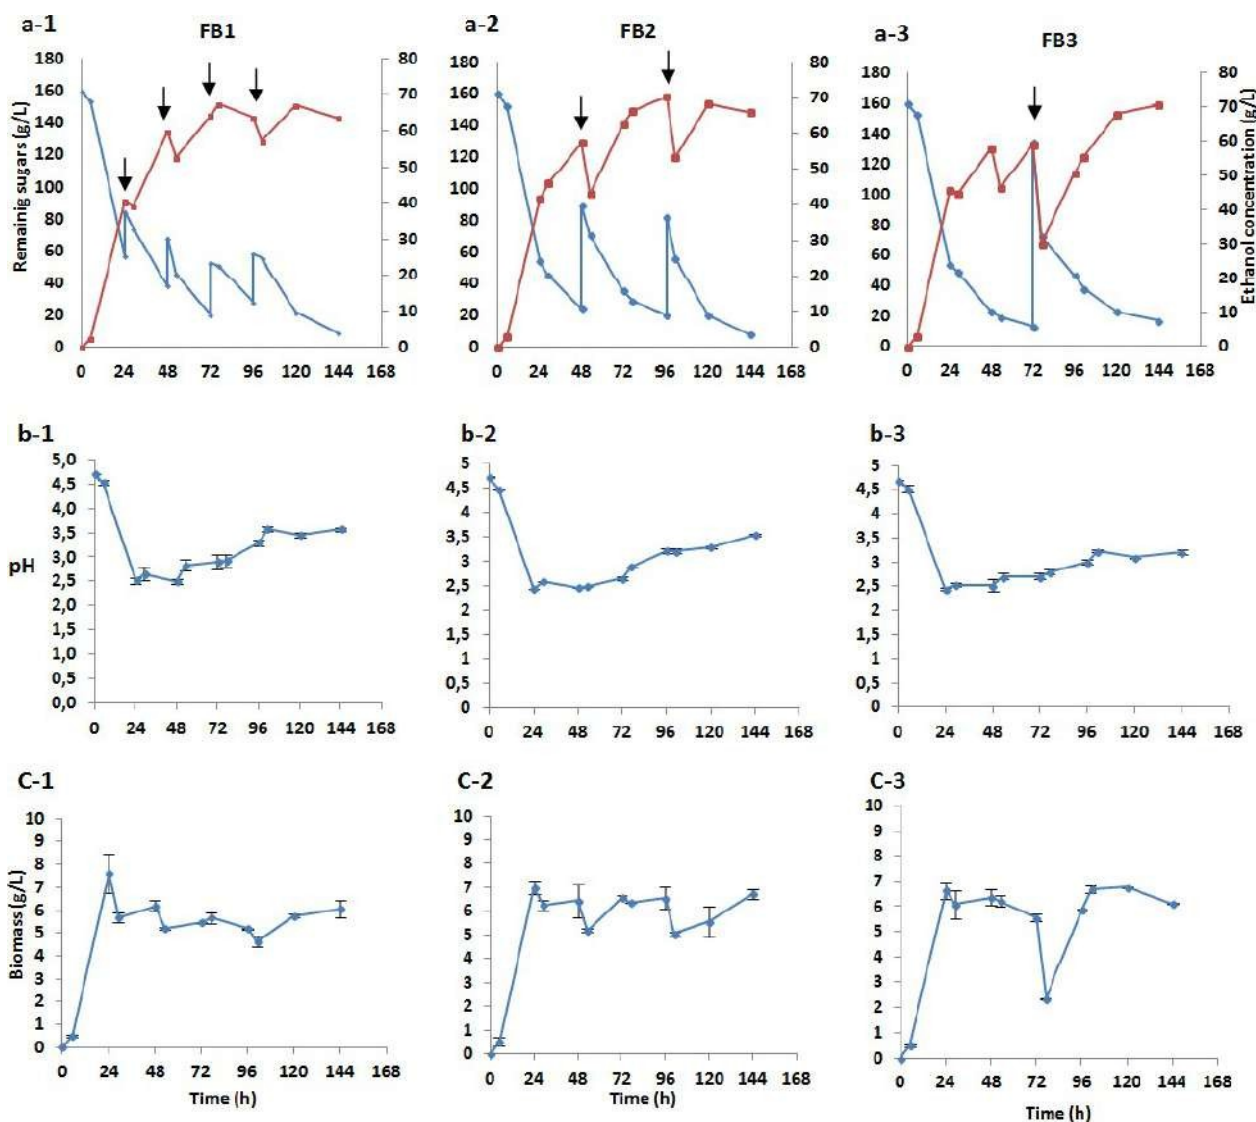 a-1 FB1 a-2 FB2 a-3 FB3
Remainig sugars (g/L)
180 160 140 120 100 80 60 40 20 0
80 70 60 50 40 30 20 10 0
0 24 48 72 96 120 144 168
180 160 140 120 100 80 60 40 20 0
80 70 60 50 40 30 20 10 0
0 24 48 72 96 120 144 168
180 160 140 120 100 80 60 40 20 0
80 70 60 50 40 30 20 10 0
Ethanol concentration (g/L)
0 24 48 72 96 120 144 168
b-1 b-2 b-3
pH
5,0 4,5 4,0 3,5 3,0 2,5 2,0 1,5 1,0 0,5 0,0
0 24 48 72 96 120 144 168
5 4,5 4 3,5 3 2,5 2 1,5 1 0,5 0
0 24 48 72 96 120 144 168
5 4,5 4 3,5 3 2,5 2 1,5 1 0,5 0
0 24 48 72 96 120 144 168
C-1 C-2 C-3
Biomass (g/L)
10 9 8 7 6 5 4 3 2 1 0
0 24 48 72 96 120 144 168
Time (h)
10 9 8 7 6 5 4 3 2 1 0
0 24 48 72 96 120 144 168
Time (h)
10 9 8 7 6 5 4 3 2 1 0
0 24 48 72 96 120 144 168
Time (h)